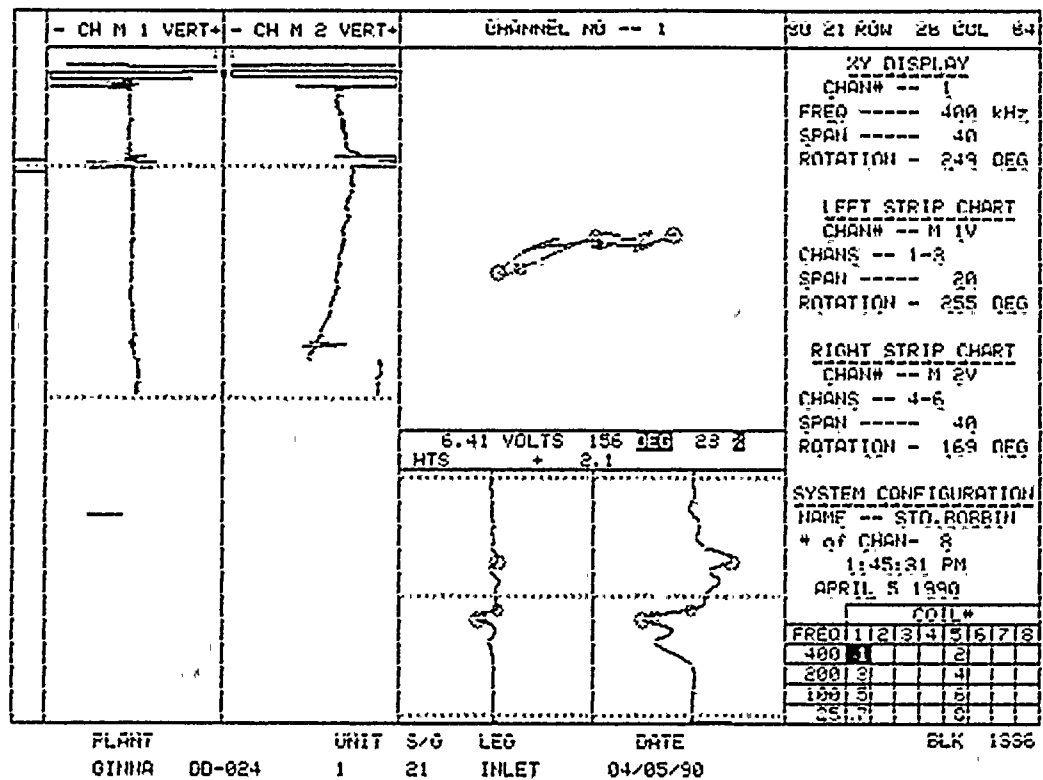 - CH M 1 VERT+
- CH M 2 VERT+
CHANNEL NO -- 1
SG 21 ROW 26 COL 64
XY DISPLAY
CHAN# -- 1
FREQ ----- 400 kHz
SPAN ----- 40
ROTATION - 249 DEG
LEFT STRIP CHART
CHAN# -- M 1V
CHANS -- 1-3
SPAN ----- 20
ROTATION - 255 DEG
RIGHT STRIP CHART
CHAN# -- M 2V
CHANS -- 4-6
SPAN ----- 40
ROTATION - 169 DEG
6.41 VOLTS 156 DEG 23 %
HTS + 2.1
SYSTEM CONFIGURATION
NAME -- STD.ROBBIN
# of CHAN- 8
1:45:31 PM
APRIL 5 1990
COIL#
FREQ 1 2 3 4 5 6 7 8
400 1 2
200 3 4
100 5 6
25 7
PLANT UNIT S/G LEG DATE BLK
GINNA DD-024 1 21 INLET 04/05/90